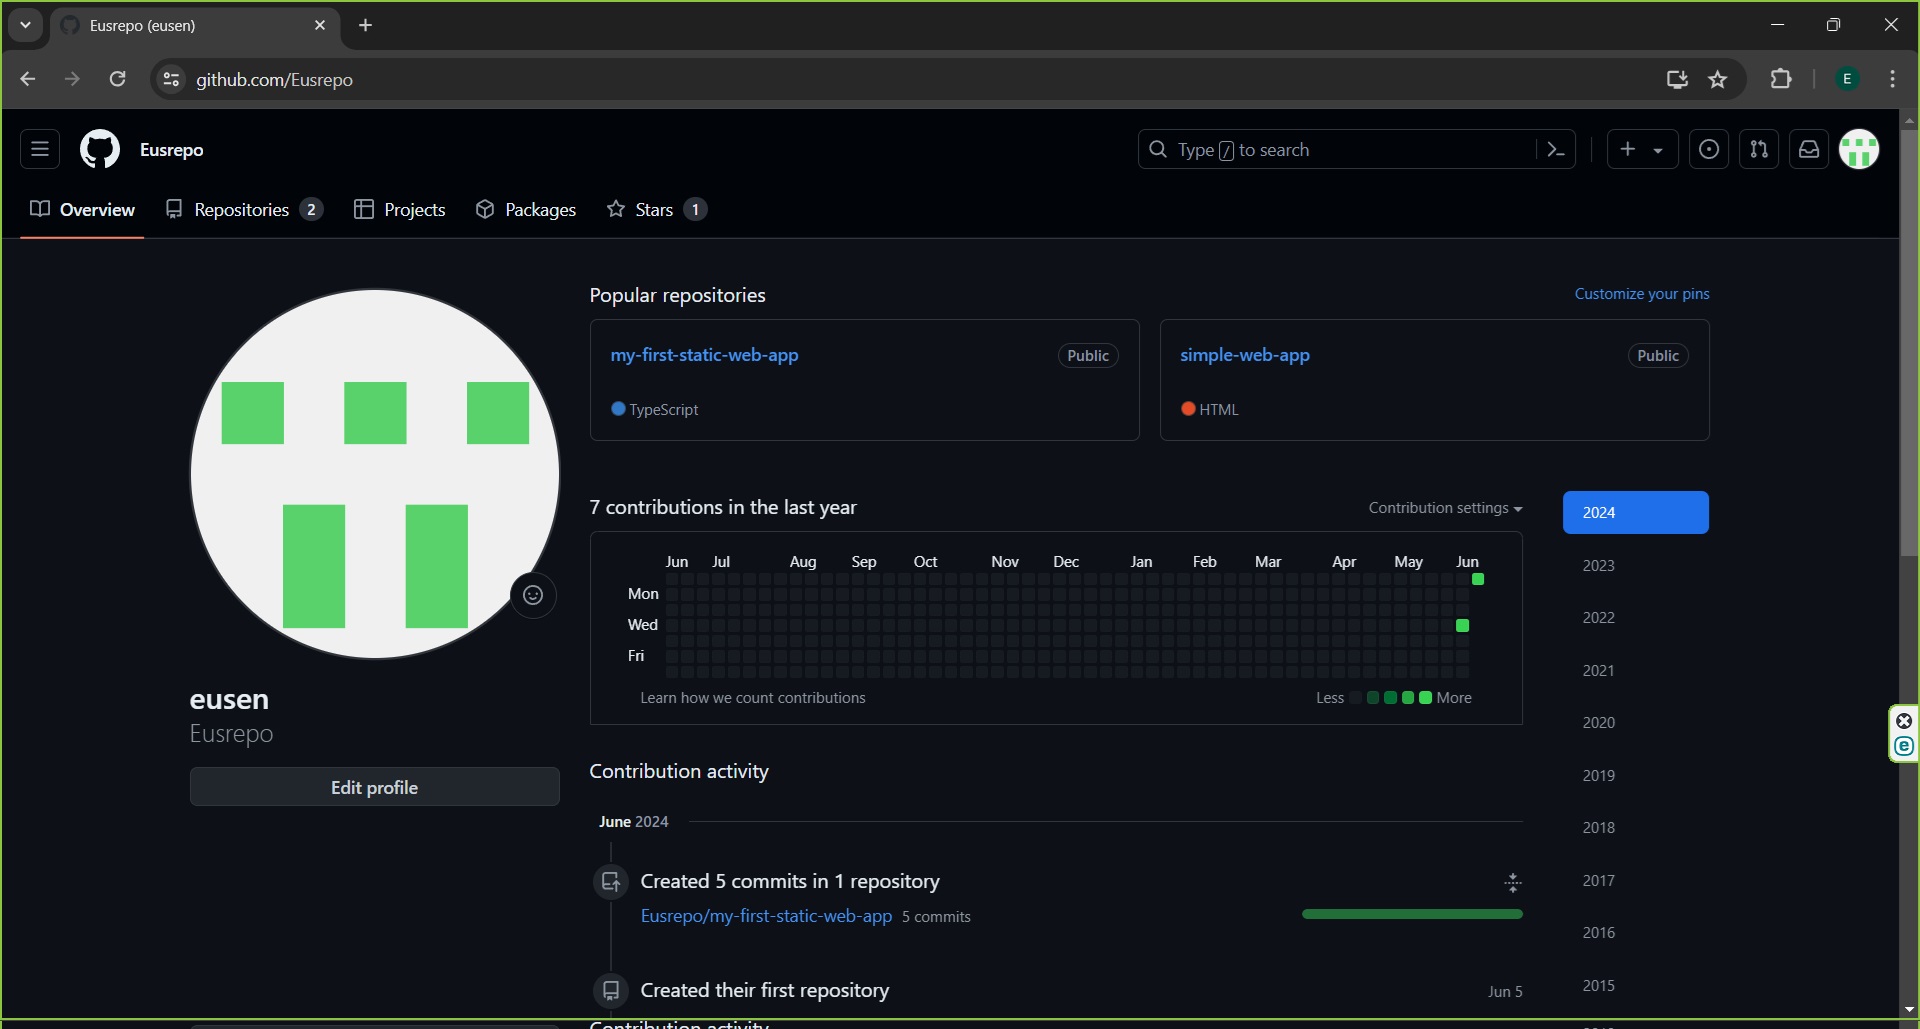 Eusrepo (eusen)
github.com/Eusrepo
E
Eusrepo
Type / to search
Overview Repositories 2 Projects Packages Stars 1
Popular repositories
Customize your pins
my-first-static-web-app Public
TypeScript
simple-web-app Public
HTML
7 contributions in the last year
Contribution settings
Jun Jul Aug Sep Oct Nov Dec Jan Feb Mar Apr May Jun
Mon
Wed
Fri
Learn how we count contributions
Less More
2024
2023
2022
2021
2020
2019
2018
2017
2016
2015
eusen
Eusrepo
Edit profile
Contribution activity
June 2024
Created 5 commits in 1 repository
Eusrepo/my-first-static-web-app 5 commits
Created their first repository
Jun 5
Contribution activity